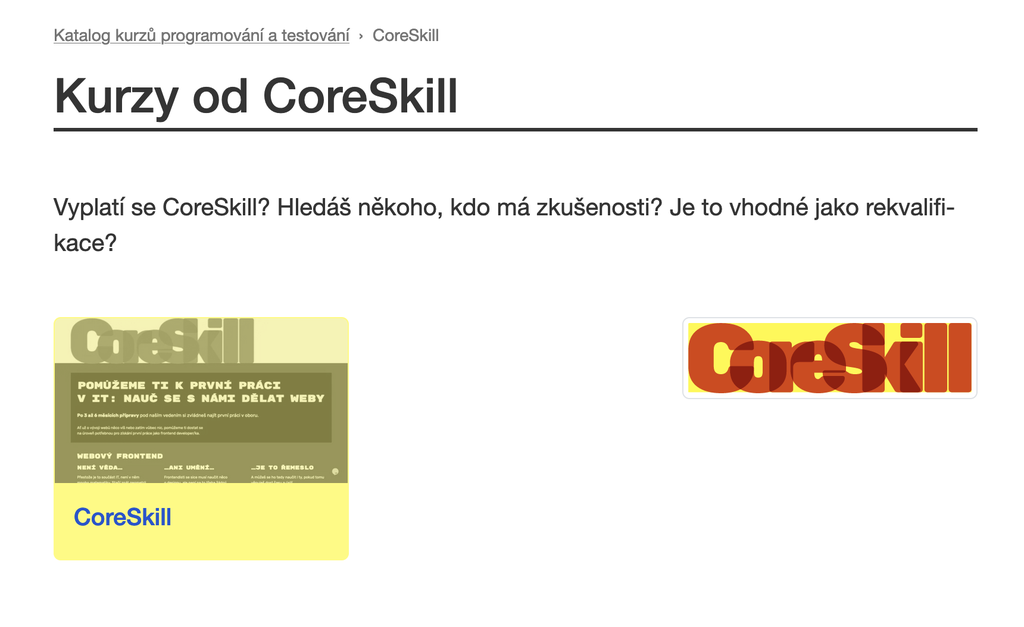 Katalog kurzů programování a testování › CoreSkill
Kurzy od CoreSkill
Vyplatí se CoreSkill? Hledáš někoho, kdo má zkušenosti? Je to vhodné jako rekvalifi-
kace?
CoreSkill
POMŮŽEME TI K PRVNÍ PRÁCI
V IT: NAUČ SE S NÁMI DĚLAT WEBY
Po 3 až 6 měsících přípravy pod naším vedením si zvládneš najít první práci v oboru.
WEBOVÝ FRONTEND
NENÍ VĚDA…
…ANI UMĚNÍ…
…JE TO ŘEMESLO
CoreSkill
CoreSkill